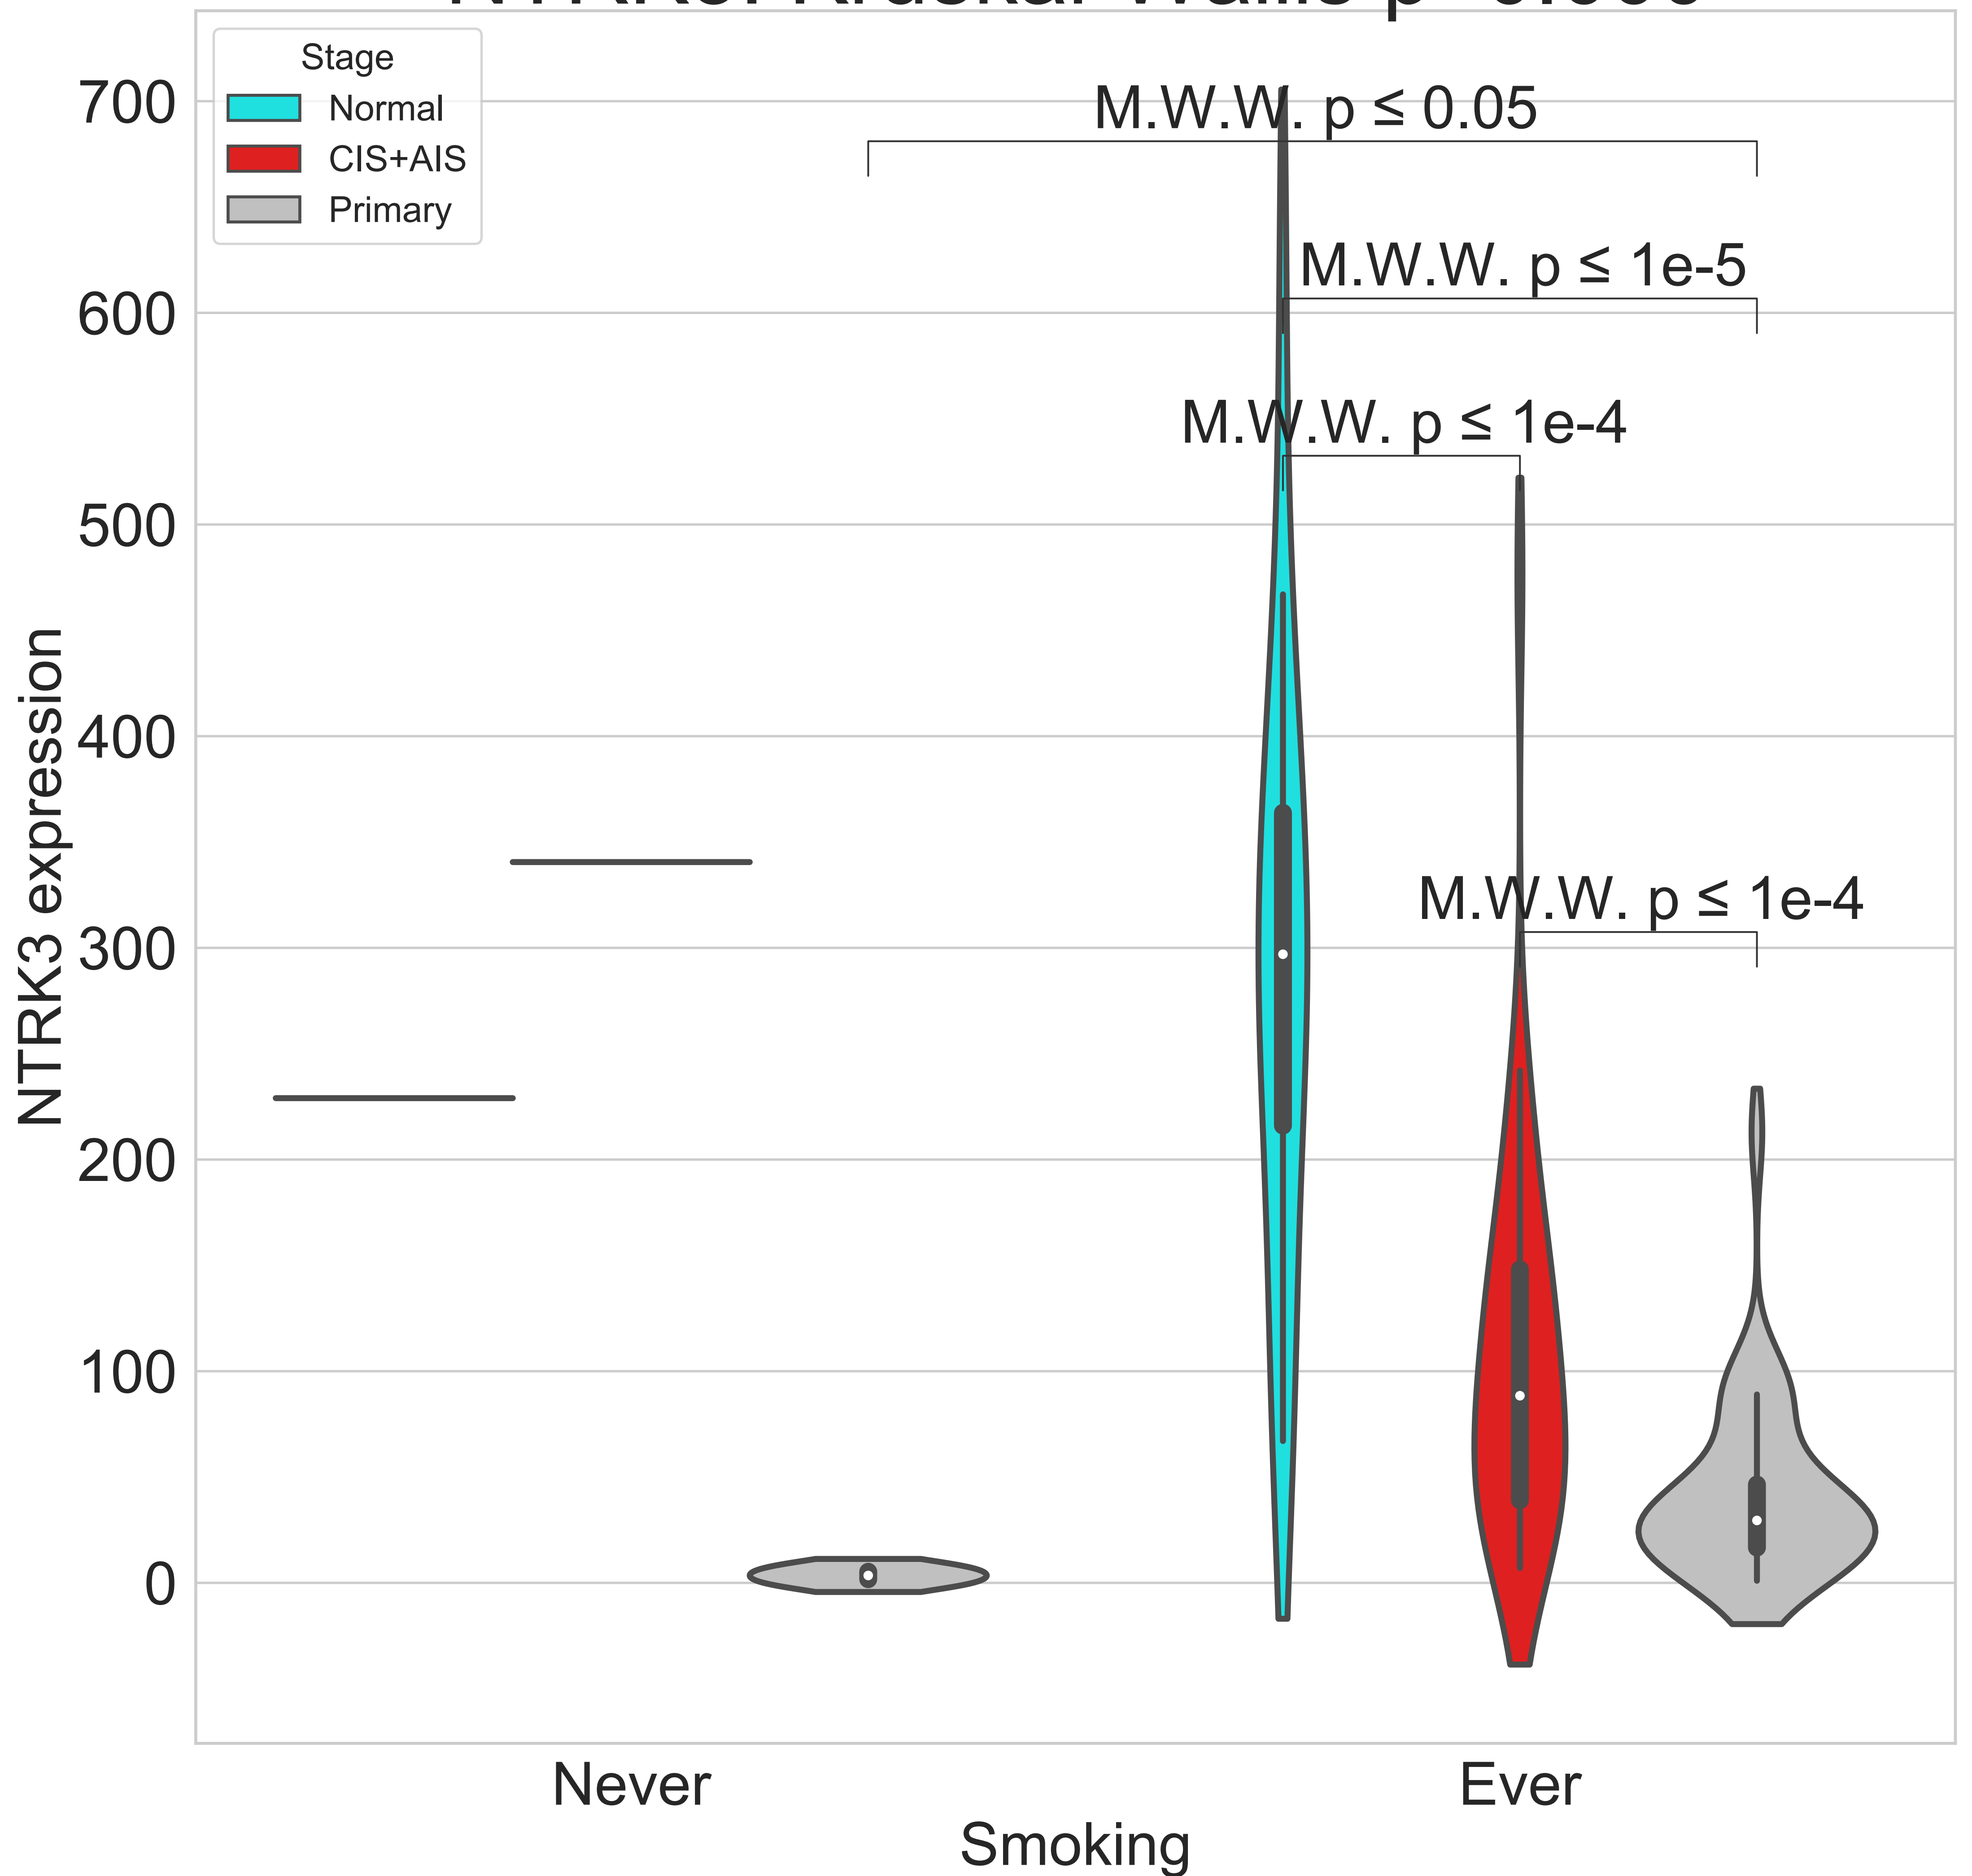 Stage
Normal
CIS+AIS
Primary
M.W.W. p ≤ 0.05
M.W.W. p ≤ 1e-5
M.W.W. p ≤ 1e-4
M.W.W. p ≤ 1e-4
700
600
500
400
300
200
100
0
NTRK3 expression
Never
Ever
Smoking